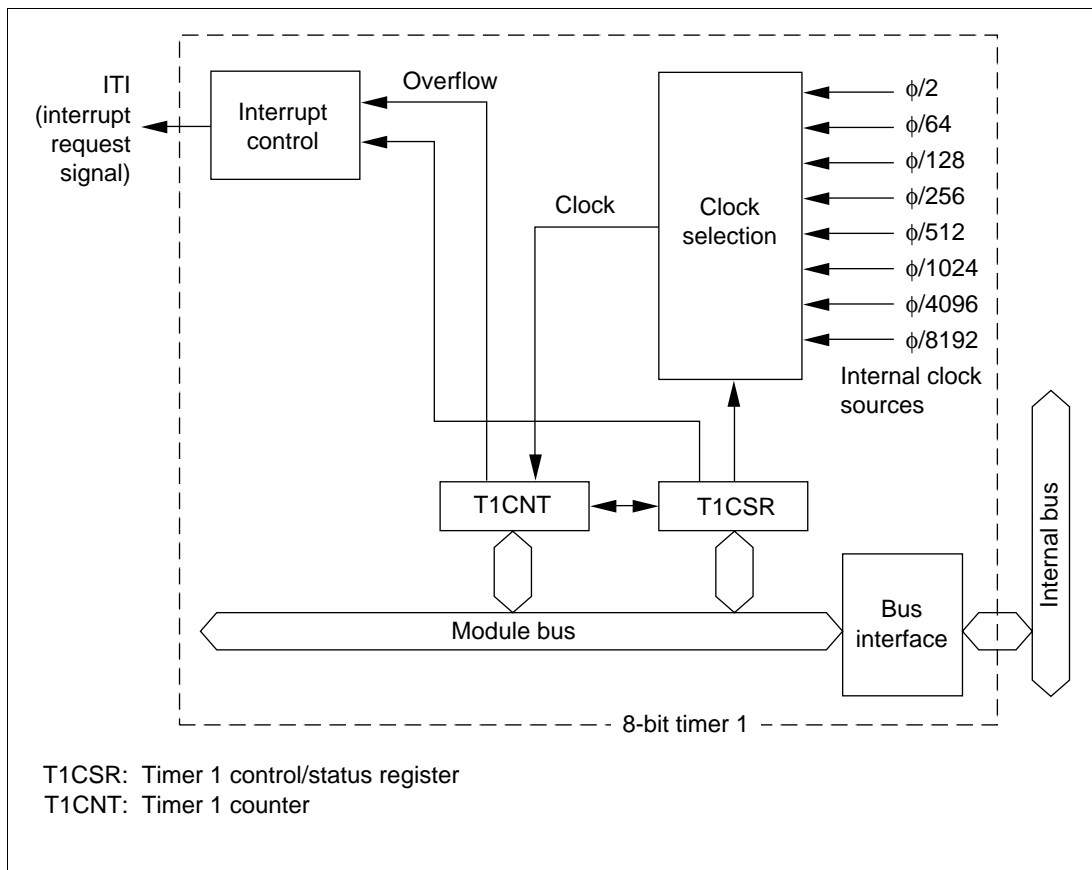 ITI
(interrupt
request
signal)
Interrupt
control
Overflow
Clock
Clock
selection
ϕ/2
ϕ/64
ϕ/128
ϕ/256
ϕ/512
ϕ/1024
ϕ/4096
ϕ/8192
Internal clock
sources
T1CNT
T1CSR
Module bus
Bus
interface
Internal bus
8-bit timer 1
T1CSR: Timer 1 control/status register
T1CNT: Timer 1 counter